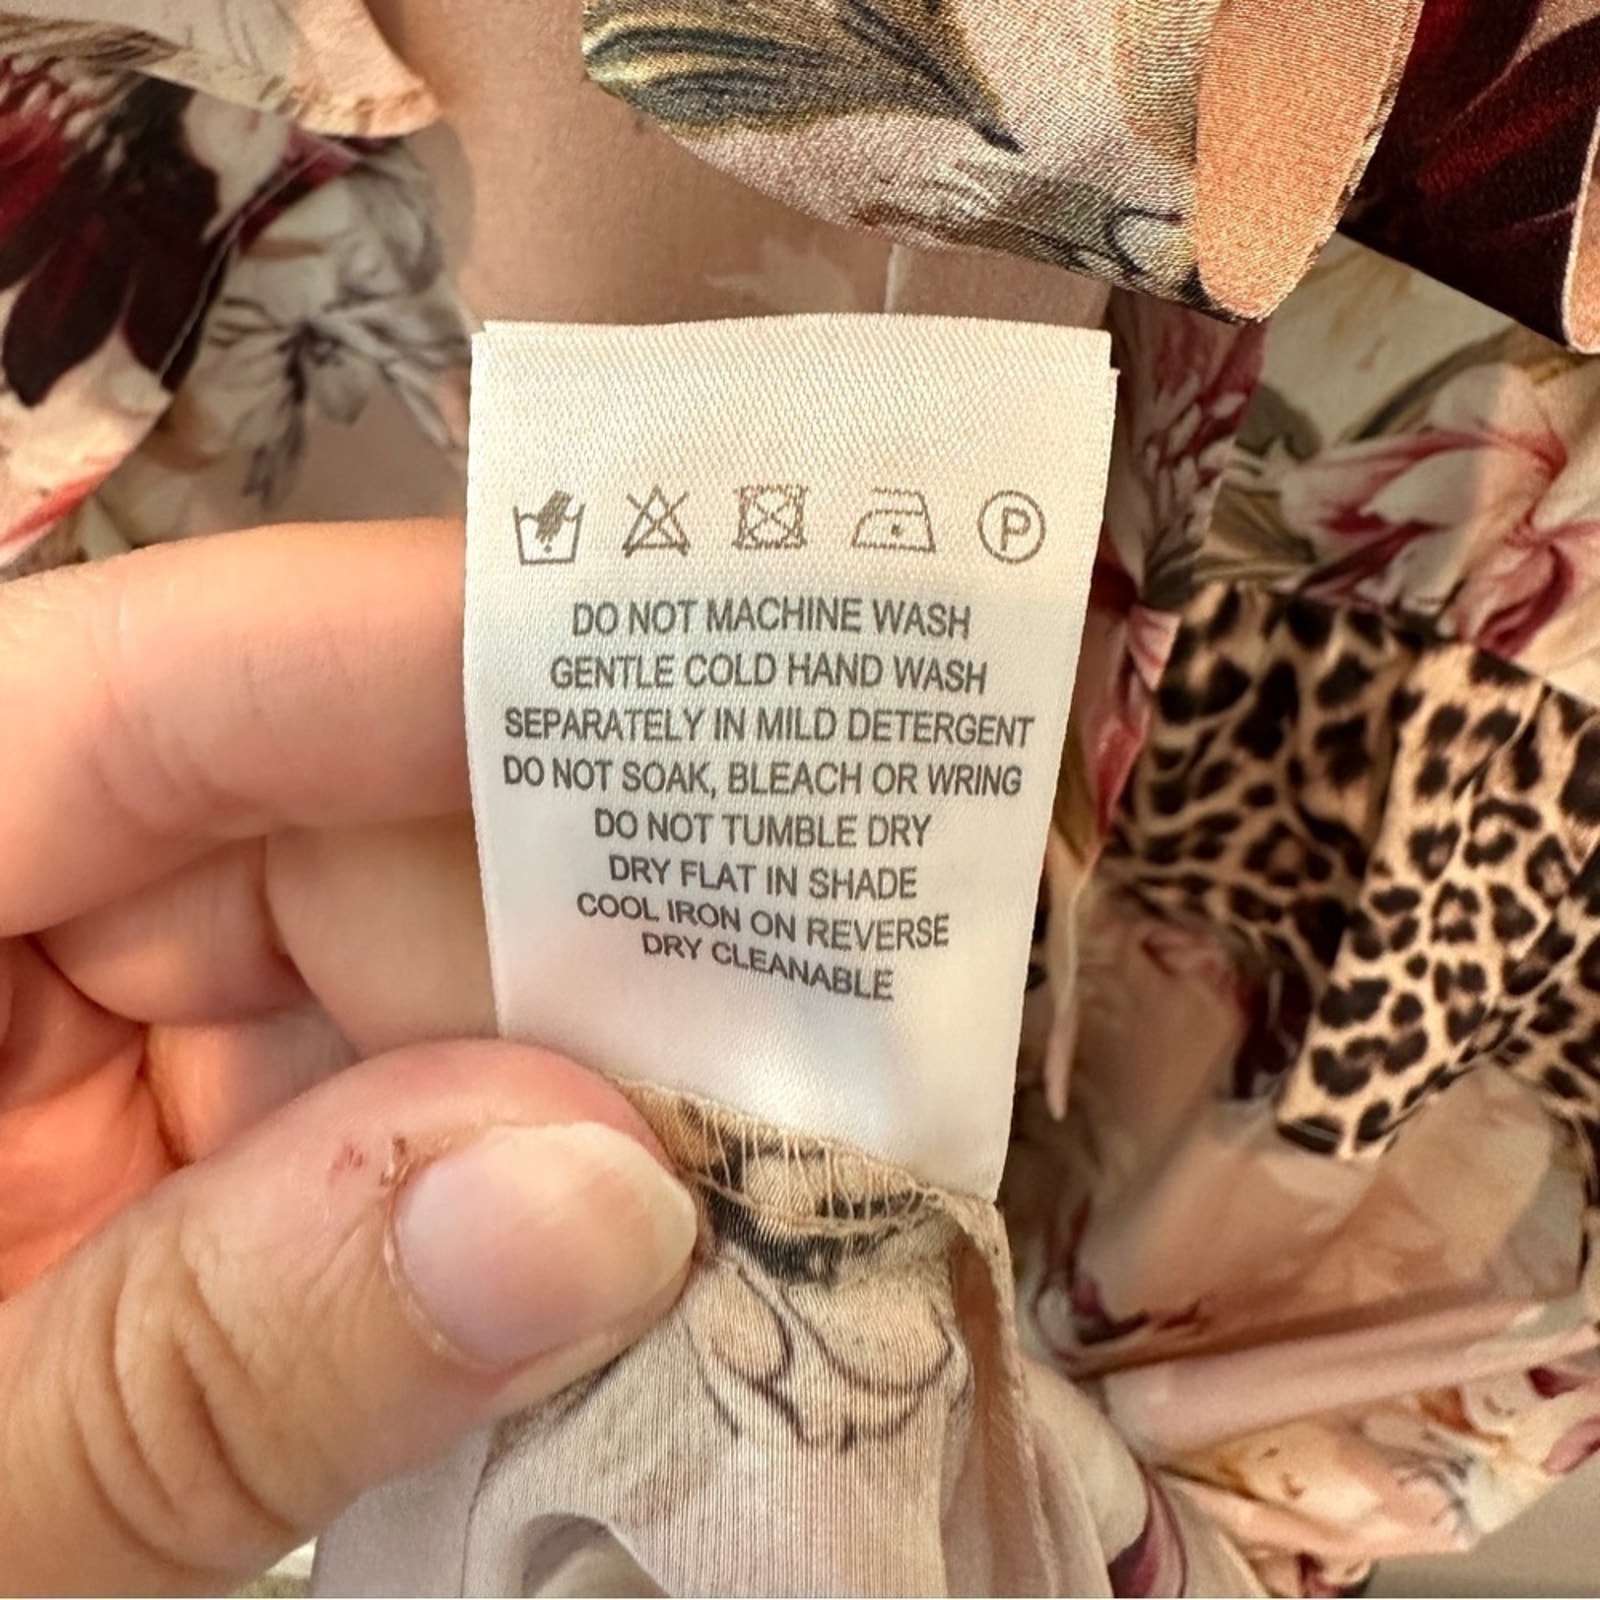 P
DO NOT MACHINE WASH
GENTLE COLD HAND WASH
SEPARATELY IN MILD DETERGENT
DO NOT SOAK, BLEACH OR WRING
DO NOT TUMBLE DRY
DRY FLAT IN SHADE
COOL IRON ON REVERSE
DRY CLEANABLE